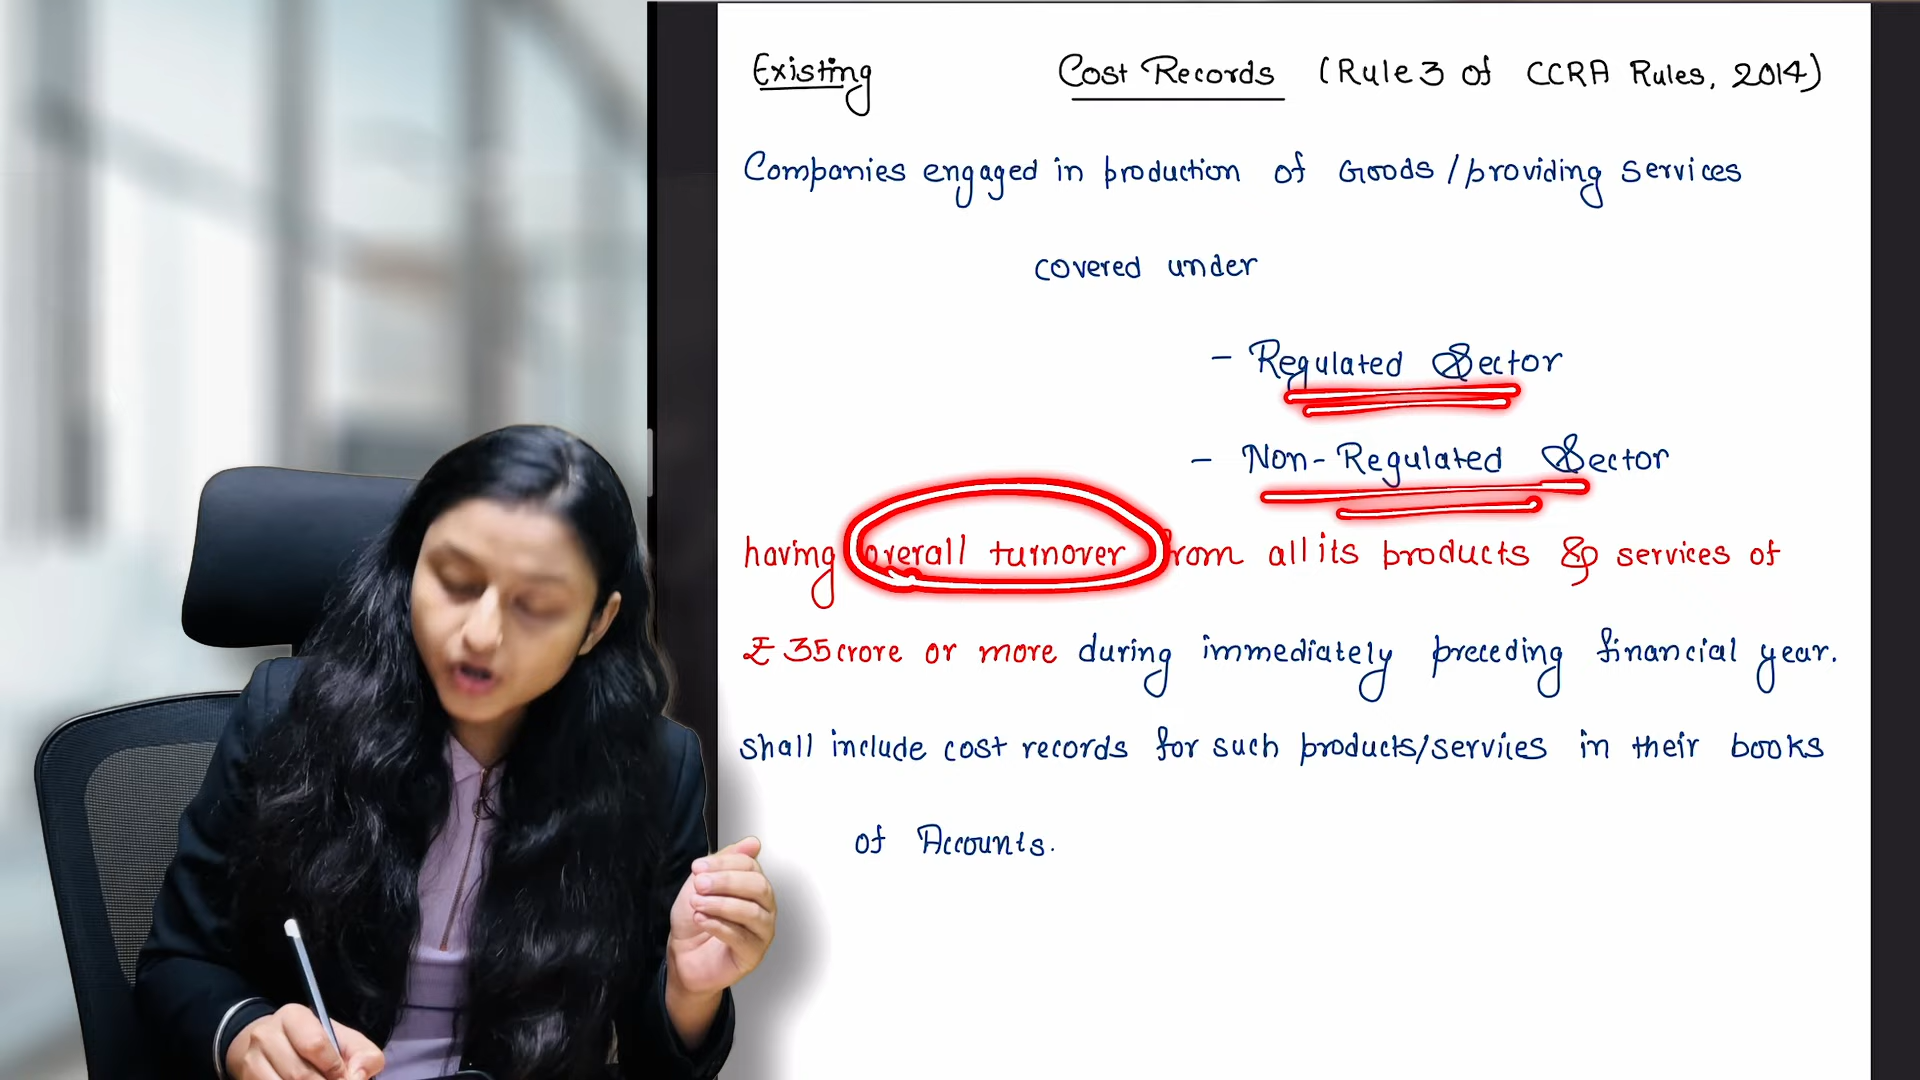 Existing Cost Records (Rule 3 of CCRA Rules, 2014)
Companies engaged in production of Goods/providing services
covered under
- Regulated Sector
- Non-Regulated Sector
having overall turnover from all its products & services of
₹ 35 crore or more during immediately preceding financial year.
shall include cost records for such products/services in their books
of Accounts.